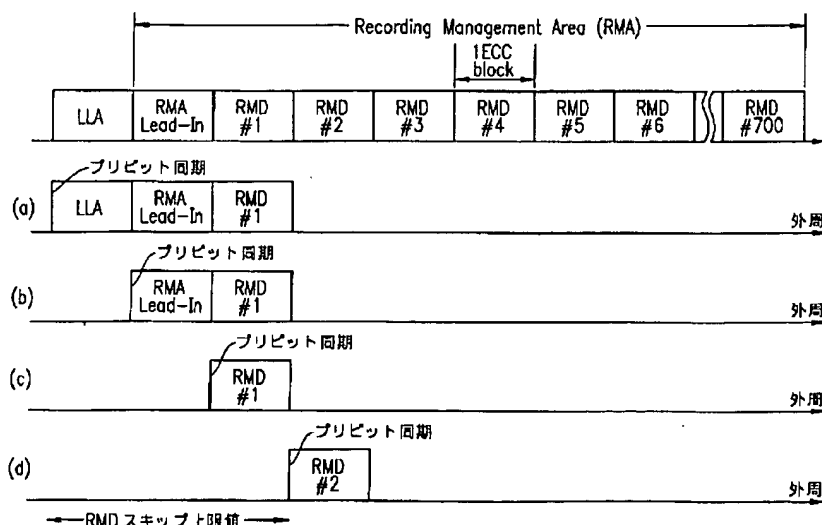 Recording Management Area (RMA)
1ECC
block
LLA
RMA
Lead-In
RMD
#1
RMD
#2
RMD
#3
RMD
#4
RMD
#5
RMD
#6
RMD
#700
プリピット同期
(a)
LLA
RMA
Lead-In
RMD
#1
外周
プリピット同期
(b)
RMA
Lead-In
RMD
#1
外周
プリピット同期
(c)
RMD
#1
外周
プリピット同期
(d)
RMD
#2
外周
RMDスキップ上限値